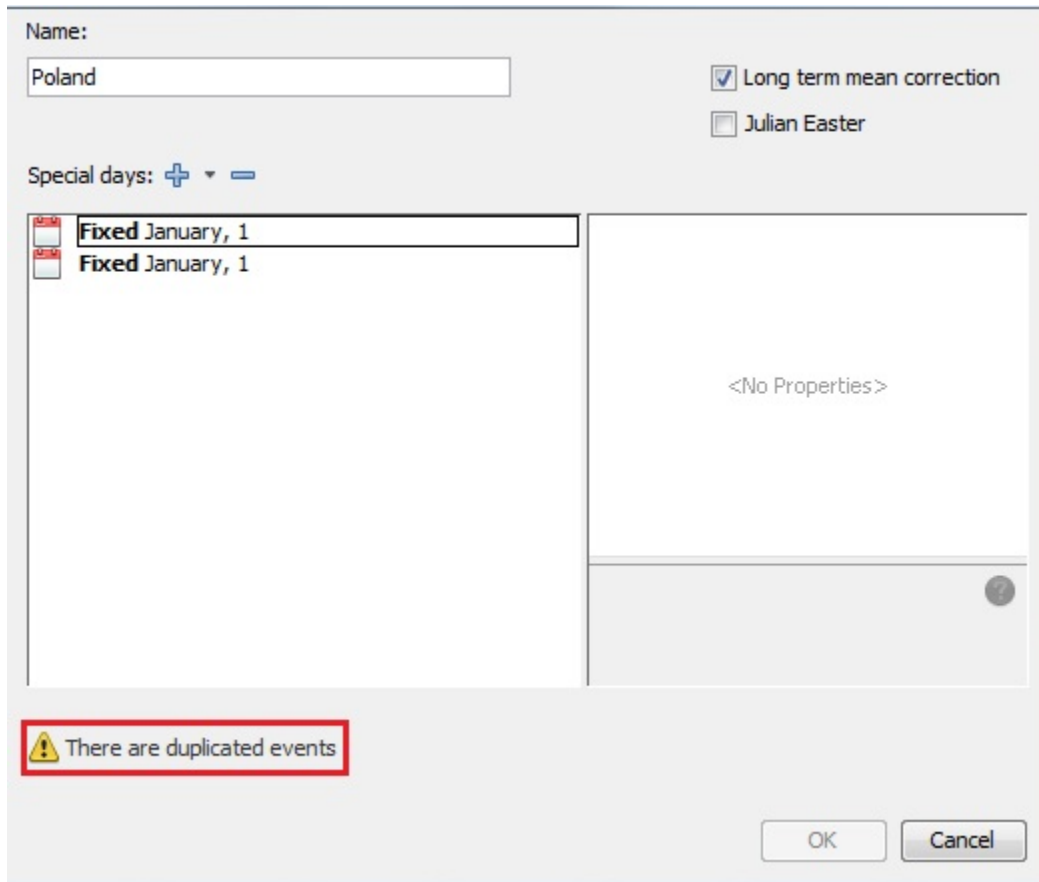 Name:
Poland
Long term mean correction
Julian Easter
Special days:
Fixed January, 1
Fixed January, 1
<No Properties>
?
There are duplicated events
OK
Cancel